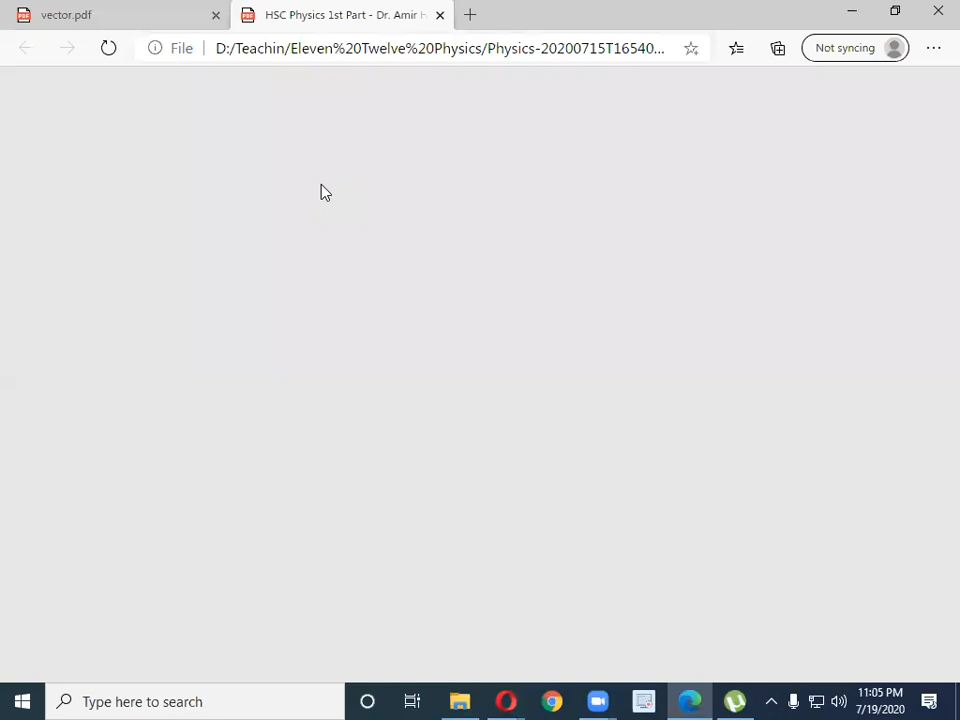 vector.pdf
HSC Physics 1st Part - Dr. Amir
File
D:/Teachin/Eleven%20Twelve%20Physics/Physics-20200715T16540...
Not syncing
Type here to search
11:05 PM
7/19/2020